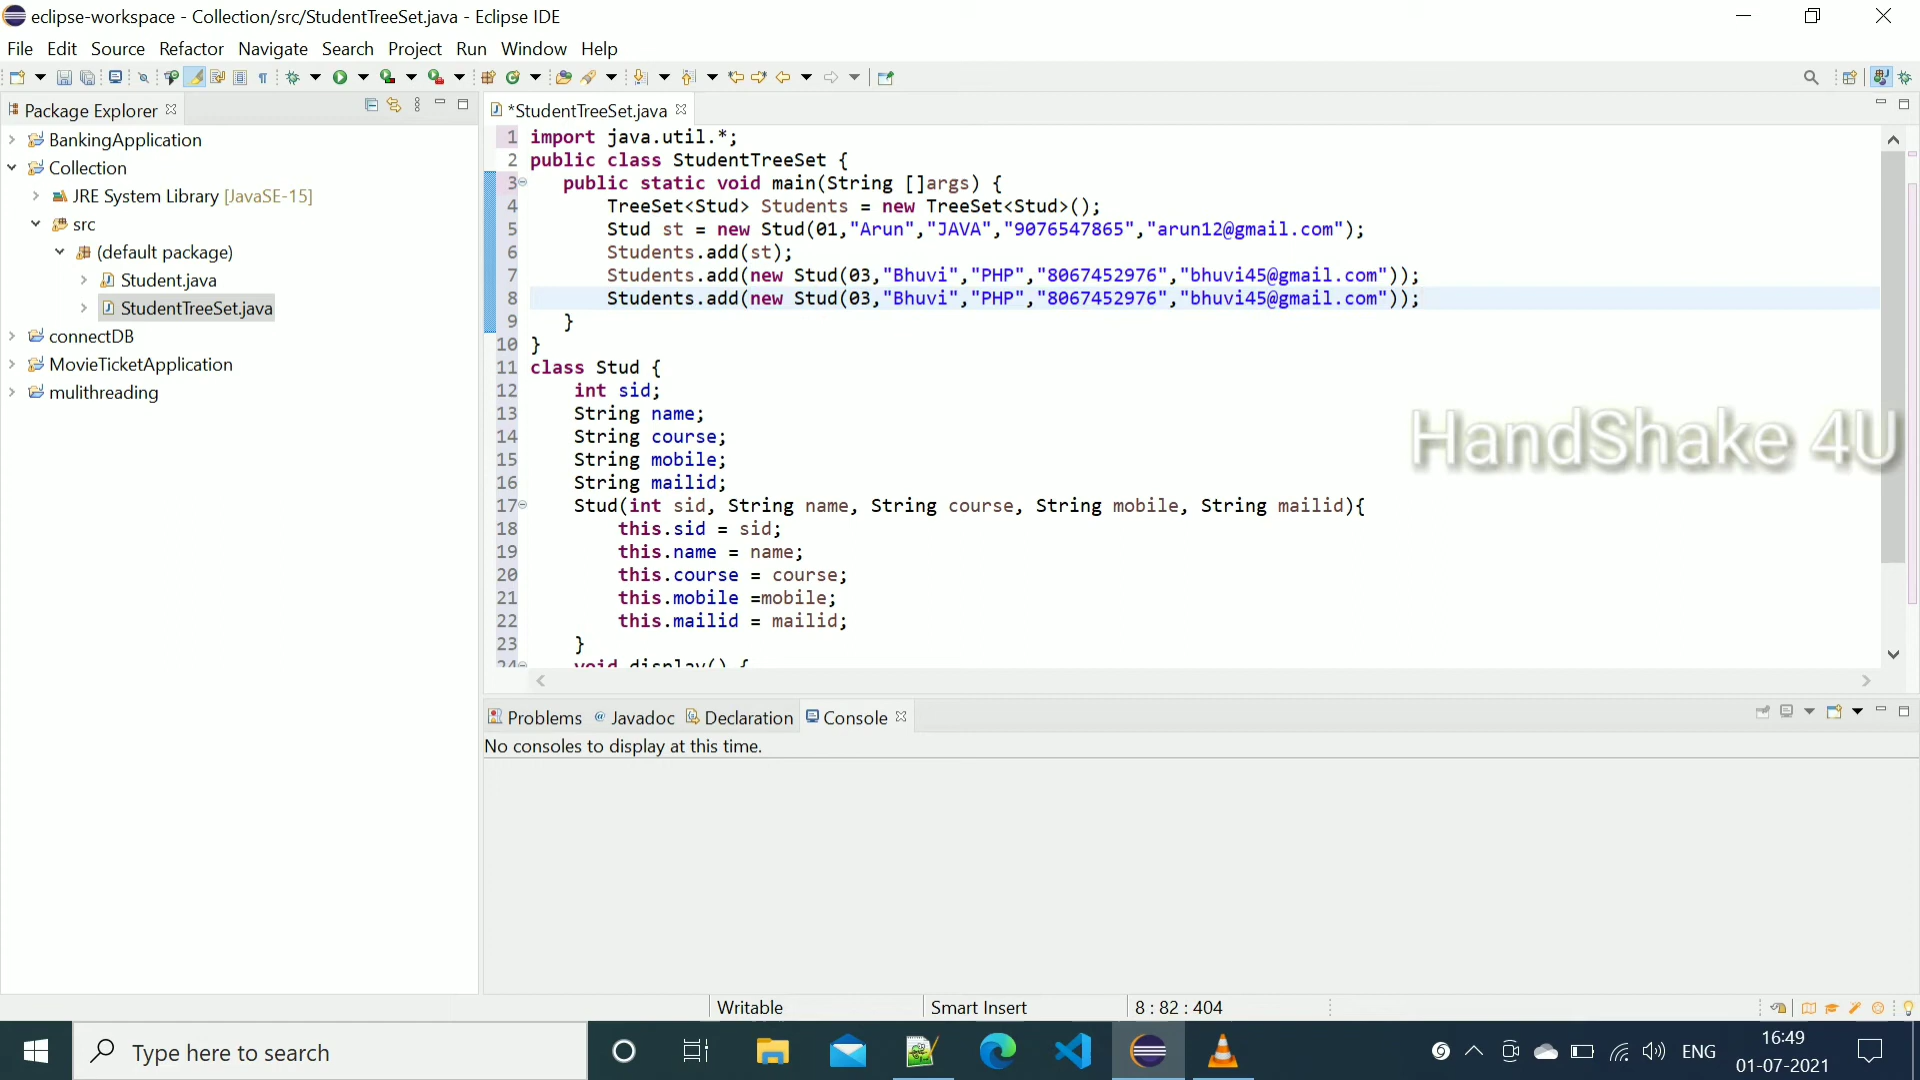 eclipse-workspace - Collection/src/StudentTreeSet.java - Eclipse IDE
File Edit Source Refactor Navigate Search Project Run Window Help
Package Explorer
BankingApplication
Collection
JRE System Library [JavaSE-15]
src
(default package)
Student.java
StudentTreeSet.java
connectDB
MovieTicketApplication
mulithreading
*StudentTreeSet.java
1 import java.util.*;
2 public class StudentTreeSet {
3 public static void main(String []args) {
4 TreeSet<Stud> Students = new TreeSet<Stud>();
5 Stud st = new Stud(01,"Arun","JAVA","9076547865","arun12@gmail.com");
6 Students.add(st);
7 Students.add(new Stud(03,"Bhuvi","PHP","8067452976","bhuvi45@gmail.com"));
8 Students.add(new Stud(03,"Bhuvi","PHP","8067452976","bhuvi45@gmail.com"));
9 }
10 }
11 class Stud {
12 int sid;
13 String name;
14 String course;
15 String mobile;
16 String mailid;
17 Stud(int sid, String name, String course, String mobile, String mailid){
18 this.sid = sid;
19 this.name = name;
20 this.course = course;
21 this.mobile =mobile;
22 this.mailid = mailid;
23 }
24 void display() {
HandShake 4U
Problems @ Javadoc Declaration Console
No consoles to display at this time.
Writable Smart Insert 8 : 82 : 404
Type here to search
ENG
16:49
01-07-2021